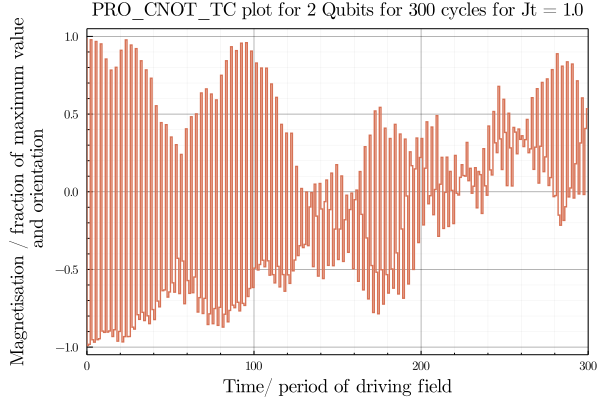 PRO_CNOT_TC plot for 2 Qubits for 300 cycles for Jt = 1.0
Magnetisation / fraction of maximum value
and orientation
1.0
0.5
0.0
−0.5
−1.0
0
100
200
300
Time/ period of driving field